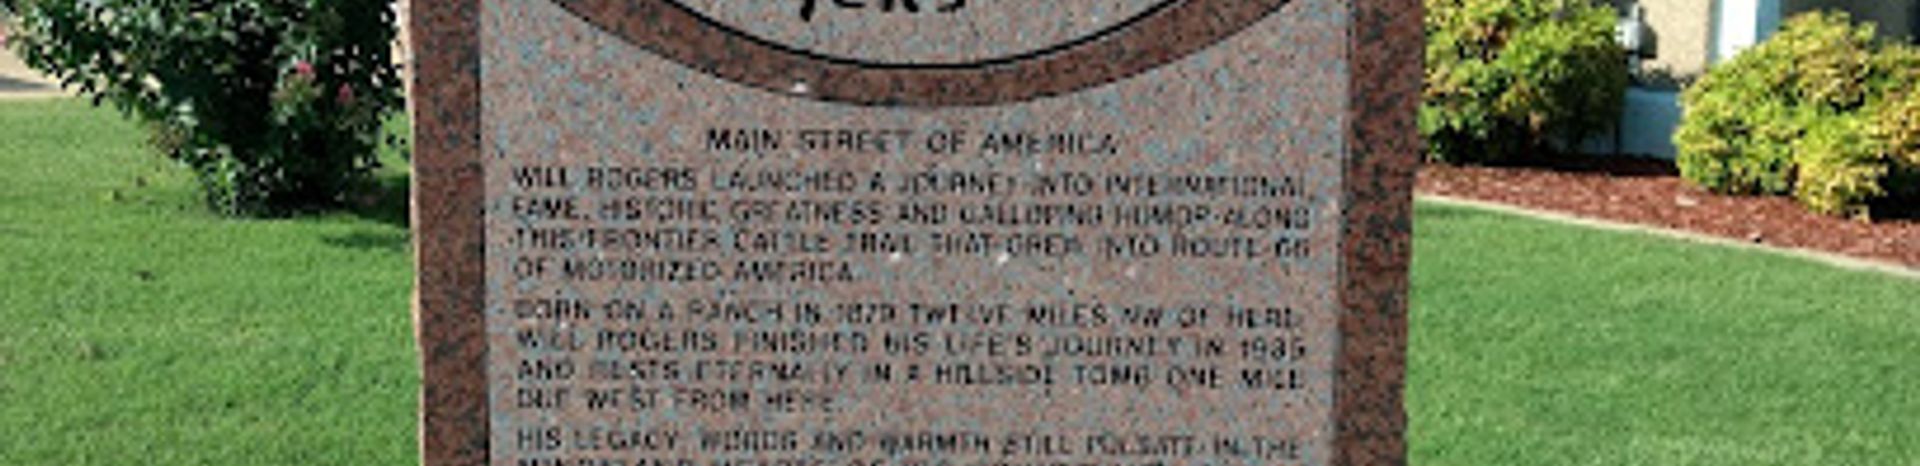 MAIN STREET OF AMERICA
WILL ROGERS LAUNCHED A JOURNEY INTO INTERNATIONAL
FAME, HISTORIC GREATNESS AND GALLOPING HUMOR ALONG
THIS FRONTIER CATTLE TRAIL THAT GREW INTO ROUTE 66
OF MOTORIZED AMERICA.
BORN ON A RANCH IN 1879 TWELVE MILES NW OF HERE
WILL ROGERS FINISHED HIS LIFE'S JOURNEY IN 1935
AND RESTS ETERNALLY IN A HILLSIDE TOMB ONE MILE
DUE WEST FROM HERE.
HIS LEGACY, WORDS AND WARMTH STILL PULSATE IN THE